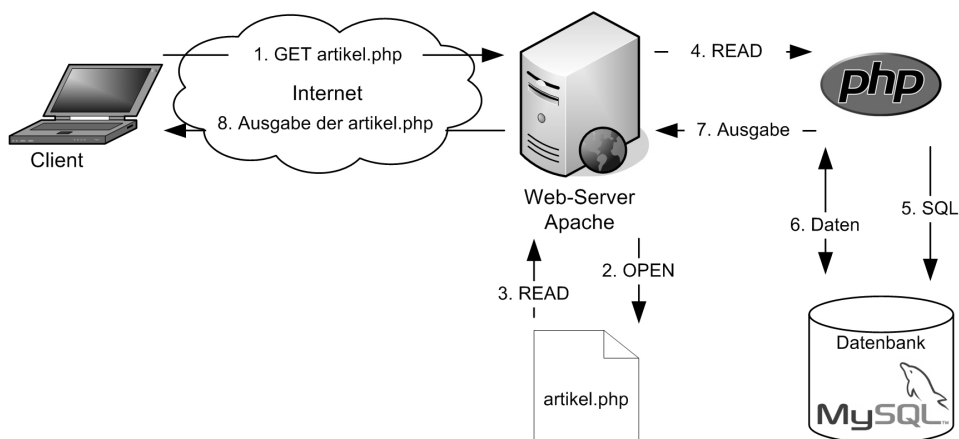 1. GET artikel.php
Internet
8. Ausgabe der artikel.php
Client
Web-Server
Apache
4. READ
php
7. Ausgabe
6. Daten
5. SQL
2. OPEN
3. READ
artikel.php
Datenbank
MySQL™